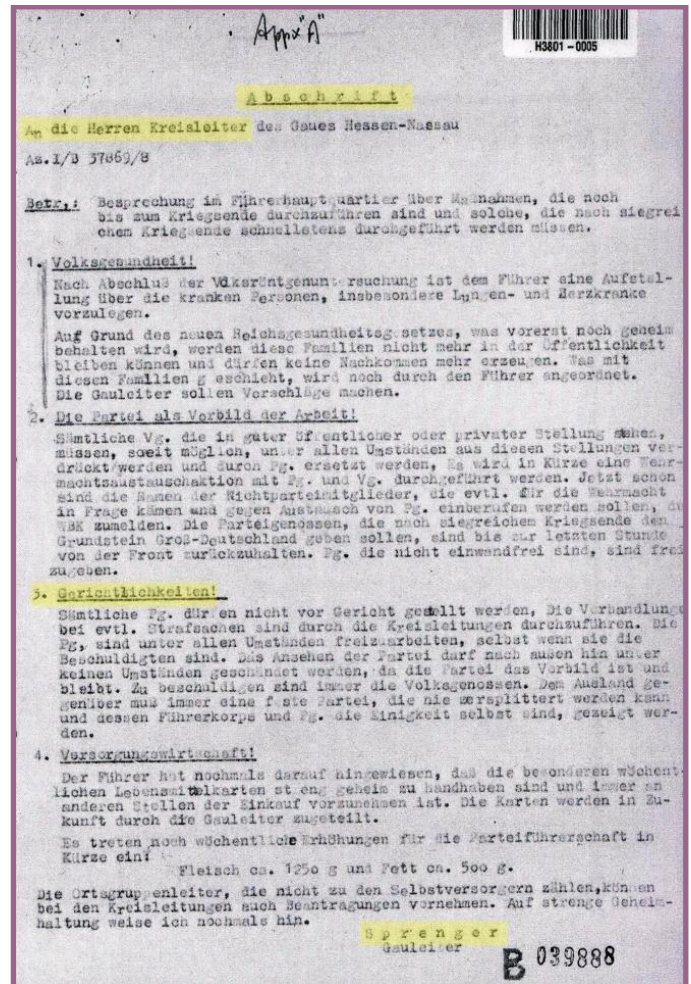 Appx "A"
H3801 - 0005
Abschrift
An die Herren Kreisleiter des Gaues Hessen-Nassau
Az.I/B 37869/8
Betr.: Besprechung im Führerhauptquartier über Maßnahmen, die noch
bis zum Kriegsende durchzuführen sind und solche, die nach siegrei
chem Kriegsende schnellstens durchgeführt werden müssen.
1. Volksgesundheit!
Nach Abschluß der Vdksröntgenuntersuchung ist dem Führer eine Aufstel-
lung über die kranken Personen, insbesondere Lungen- und Herzkranke
vorzulegen.
Auf Grund des neuen Reichsgesundheitsgesetzes, was vorerst noch geheim
behalten wird, werden diese Familien nicht mehr in der Öffentlichkeit
bleiben können und dürfen keine Nachkommen mehr erzeugen. Was mit
diesen Familien g eschieht, wird noch durch den Führer angeordnet.
Die Gauleiter sollen Vorschläge machen.
2. Die Partei als Vorbild der Arbeit!
Sämtliche Vg. die in guter öffentlicher oder privater Stellung stehen,
müssen, soweit möglich, unter allen Umständen aus diesen Stellungen ver-
drückt/werden und durch Pg. ersetzt werden, Es wird in Kürze eine Wehr-
machtsaustauschaktion mit Pg. und Vg. durchgeführt werden. Jetzt schon
sind die Namen der Nichtparteimitglieder, die evtl. für die Wehrmacht
in Frage kämen und gegen Austausch von Pg. einberufen werden sollen, d
WBK zumelden. Die Parteigenossen, die nach siegreichem Kriegsende den
Grundstein Groß-Deutschland geben sollen, sind bis zur letzten Stunde
von der Front zurückzuhalten. Pg. die nicht einwandfrei sind, sind frei
zugeben.
3. Gerichtlichkeiten!
Sämtliche Pg. dürfen nicht vor Gericht gestellt werden, Die Verhandlung
bei evtl. Strafsachen sind durch die Kreisleitungen durchzuführen. Die
Pg, sind unter allen Umständen freizuarbeiten, selbst wenn sie die
Beschuldigten sind. Das Ansehen der Partei darf nach außen hin unter
keinen Umständen geschändet werden, da die Partei das Vorbild ist und
bleibt. Zu beschuldigen sind immer die Volksgenossen. Dem Ausland ge-
genüber muß immer eine feste Partei, die nie zersplittert werden kann
und dessen Führerkorps und Pg. die Einigkeit selbst sind, gezeigt wer-
den.
4. Versorgungswirtschaft!
Der Führer hat nochmals darauf hingewiesen, daß die besonderen wöchent
lichen Lebensmittelkarten streng geheim zu handhaben sind und immer an
anderen Stellen der Einkauf vorzunehmen ist. Die Karten werden in Zu-
kunft durch die Gauleiter zugeteilt.
Es treten noch wöchentliche Erhöhungen für die Parteiführerschaft in
Kürze ein:
Fleisch ca. 1250 g und Fett ca. 500 g.
Die Ortsgruppenleiter, die nicht zu den Selbstversorgern zählen,können
bei den Kreisleitungen auch Beantragungen vornehmen. Auf strenge Geheim-
haltung weise ich nochmals hin.
Sprenger
Gauleiter
B 039888